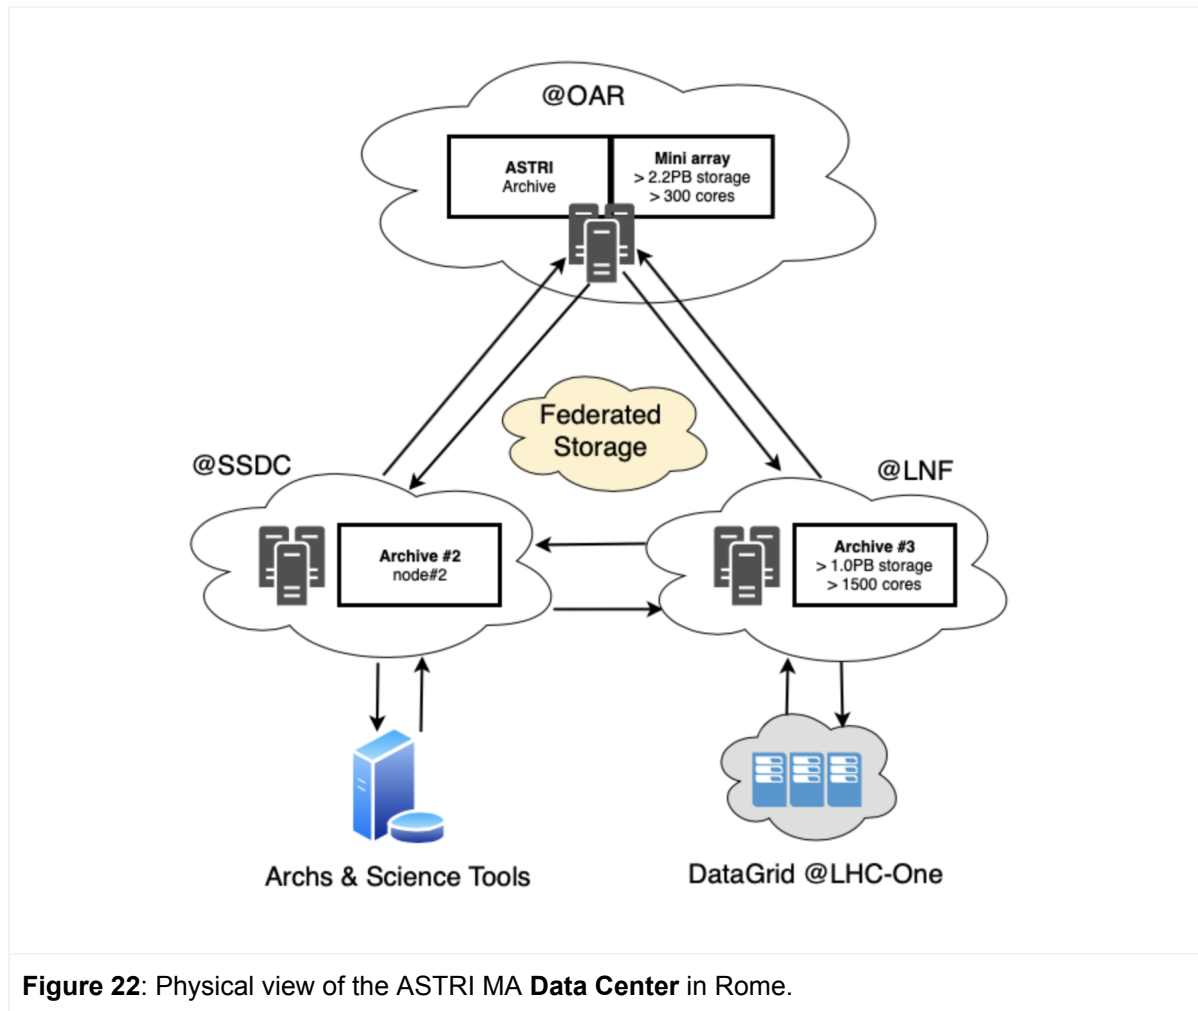 @OAR
ASTRI
Archive
Mini array
> 2.2PB storage
> 300 cores
Federated
Storage
@SSDC
@LNF
Archive #2
node#2
Archive #3
> 1.0PB storage
> 1500 cores
Archs & Science Tools
DataGrid @LHC-One
Figure 22: Physical view of the ASTRI MA Data Center in Rome.